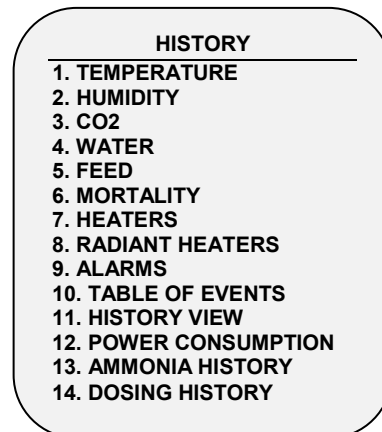 HISTORY
1. TEMPERATURE
2. HUMIDITY
3. CO2
4. WATER
5. FEED
6. MORTALITY
7. HEATERS
8. RADIANT HEATERS
9. ALARMS
10. TABLE OF EVENTS
11. HISTORY VIEW
12. POWER CONSUMPTION
13. AMMONIA HISTORY
14. DOSING HISTORY